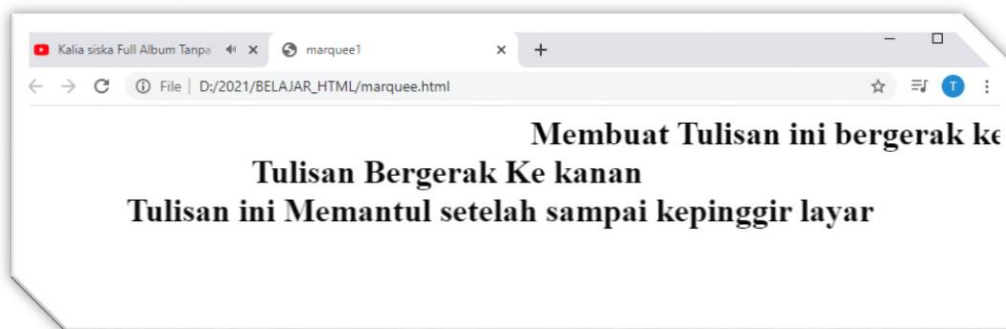 Kalia siska Full Album Tanpa
marquee1
File D:/2021/BELAJAR_HTML/marquee.html
T
Membuat Tulisan ini bergerak ke
Tulisan Bergerak Ke kanan
Tulisan ini Memantul setelah sampai kepinggir layar